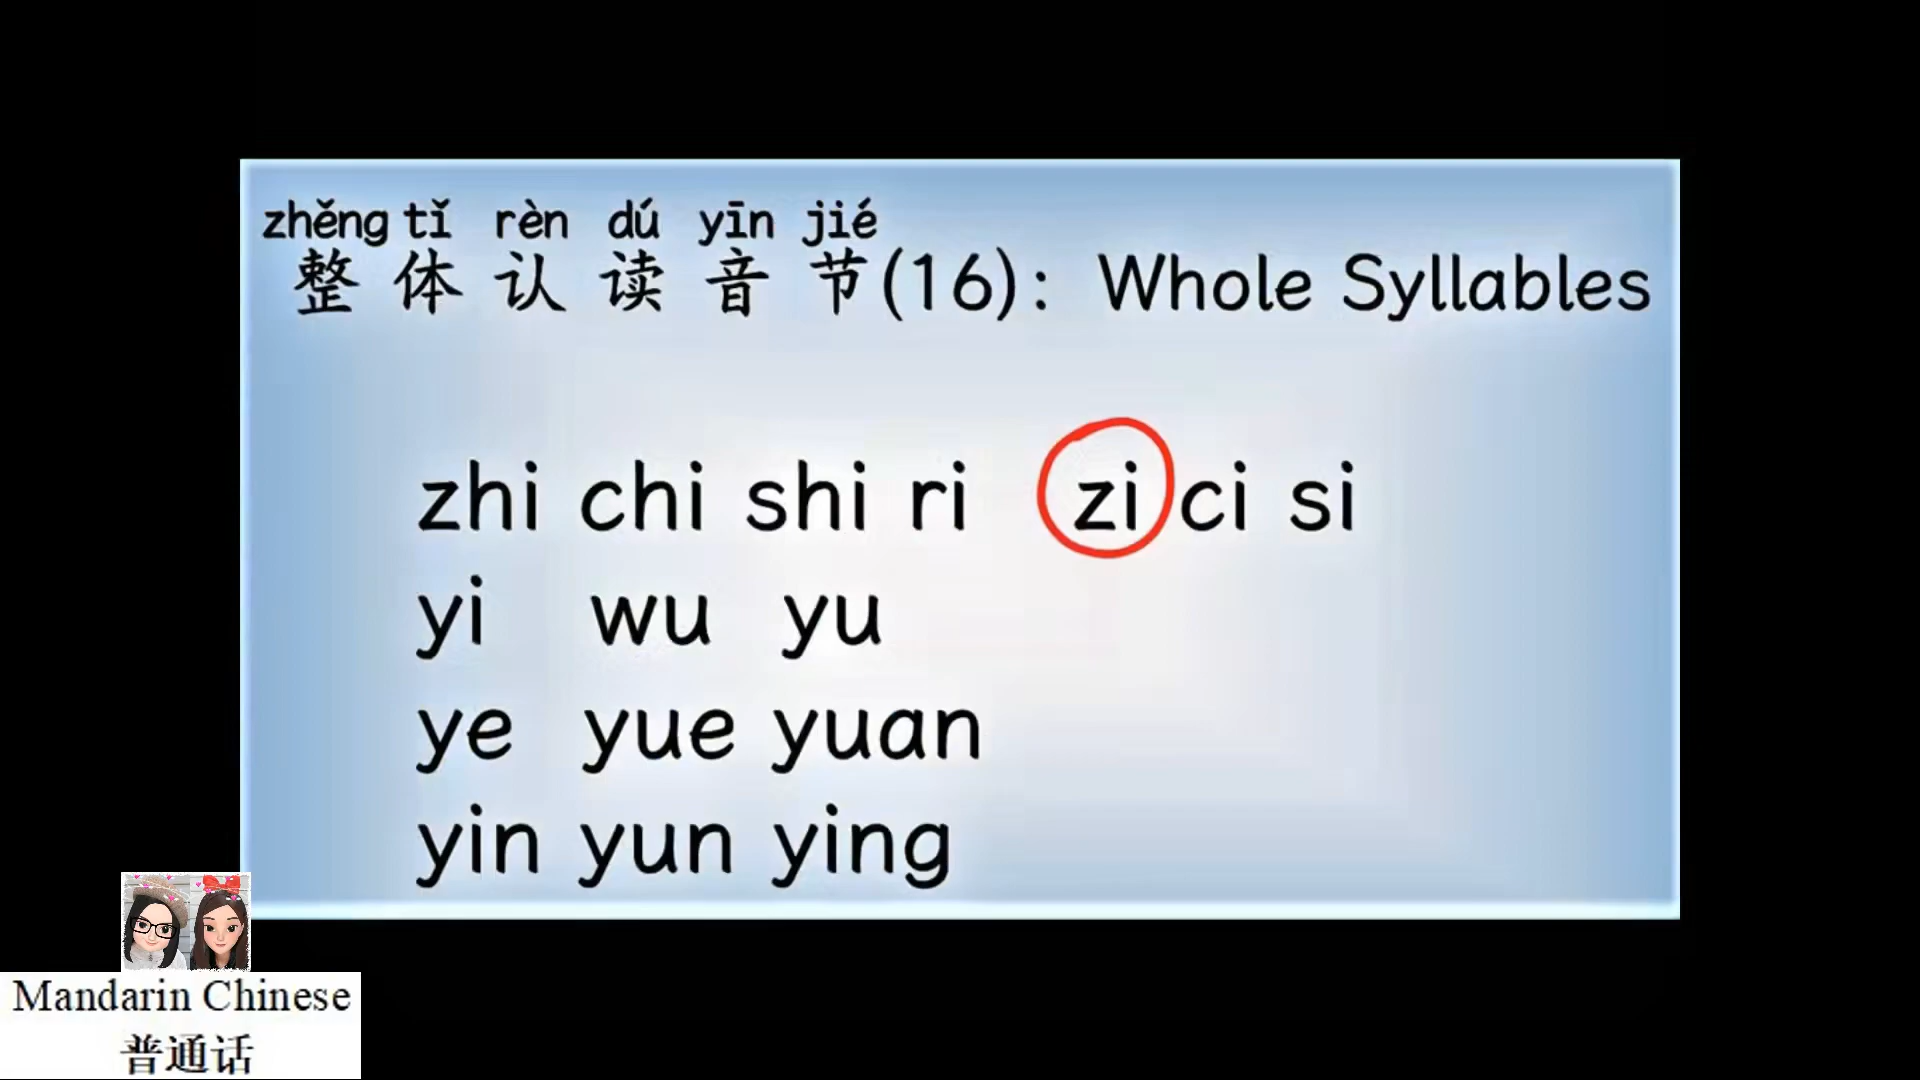 zhěng tǐ rèn dú yīn jié
整体认读音节(16): Whole Syllables
zhi chi shi ri zi ci si
yi wu yu
ye yue yuan
yin yun ying
Mandarin Chinese
普通话